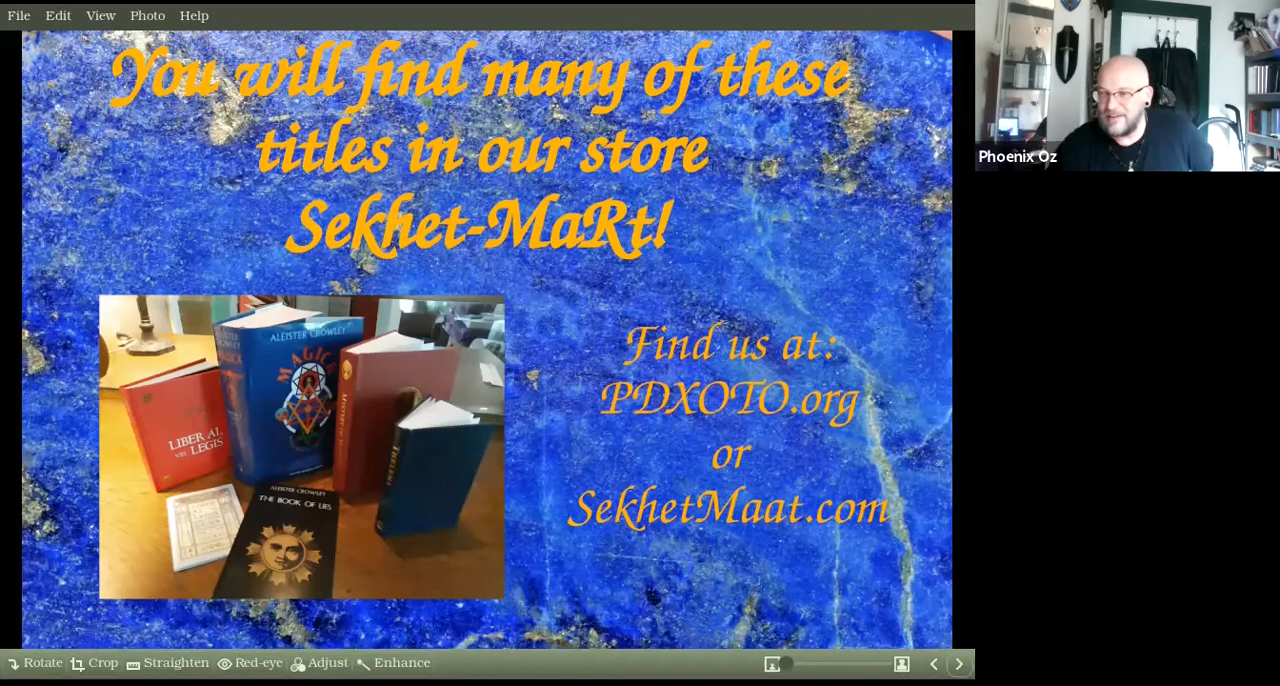 File Edit View Photo Help
You will find many of these
titles in our store
Sekhet-MaRt!
ALEISTER CROWLEY
MAGICK
LIBER AL
VEL LEGIS
ALEISTER CROWLEY
THE BOOK OF LIES
Find us at:
PDXOTO.org
or
SekhetMaat.com
Phoenix Oz
Rotate Crop Straighten Red-eye Adjust Enhance